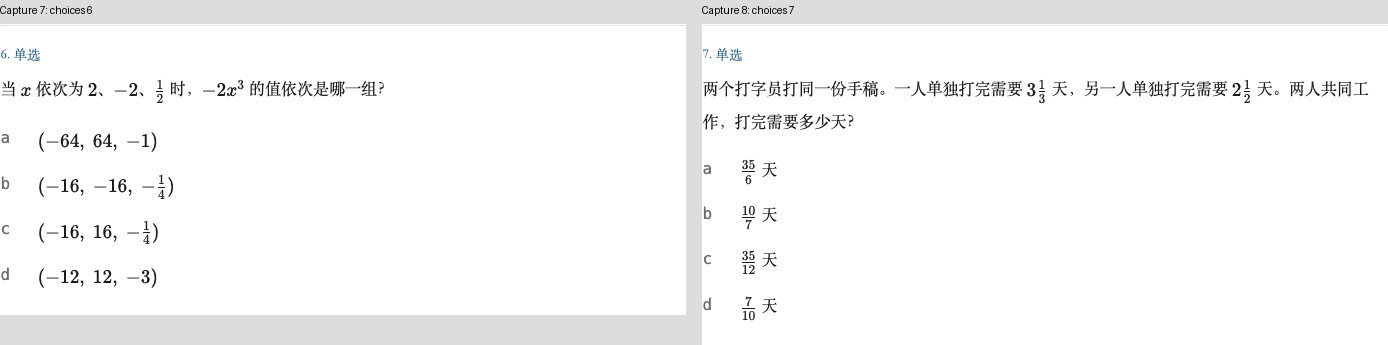 Capture 7: choices 6
6. 单选
当 x 依次为 2、−2、1/2 时，−2x³ 的值依次是哪一组?
a (−64, 64, −1)
b (−16, −16, −1/4)
c (−16, 16, −1/4)
d (−12, 12, −3)
Capture 8: choices 7
7. 单选
两个打字员打同一份手稿。一人单独打完需要 3 1/3 天，另一人单独打完需要 2 1/2 天。两人共同工
作，打完需要多少天?
a 35/6 天
b 10/7 天
c 35/12 天
d 7/10 天